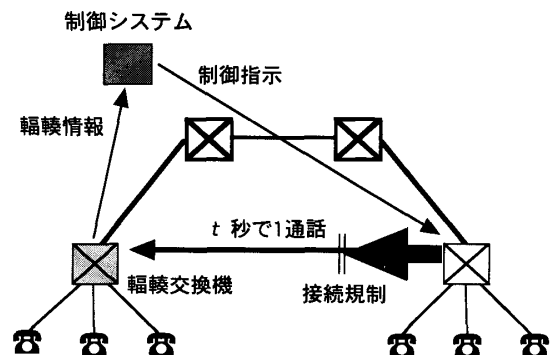 制御システム
制御指示
輻輳情報
t 秒で1通話
輻輳交換機
接続規制